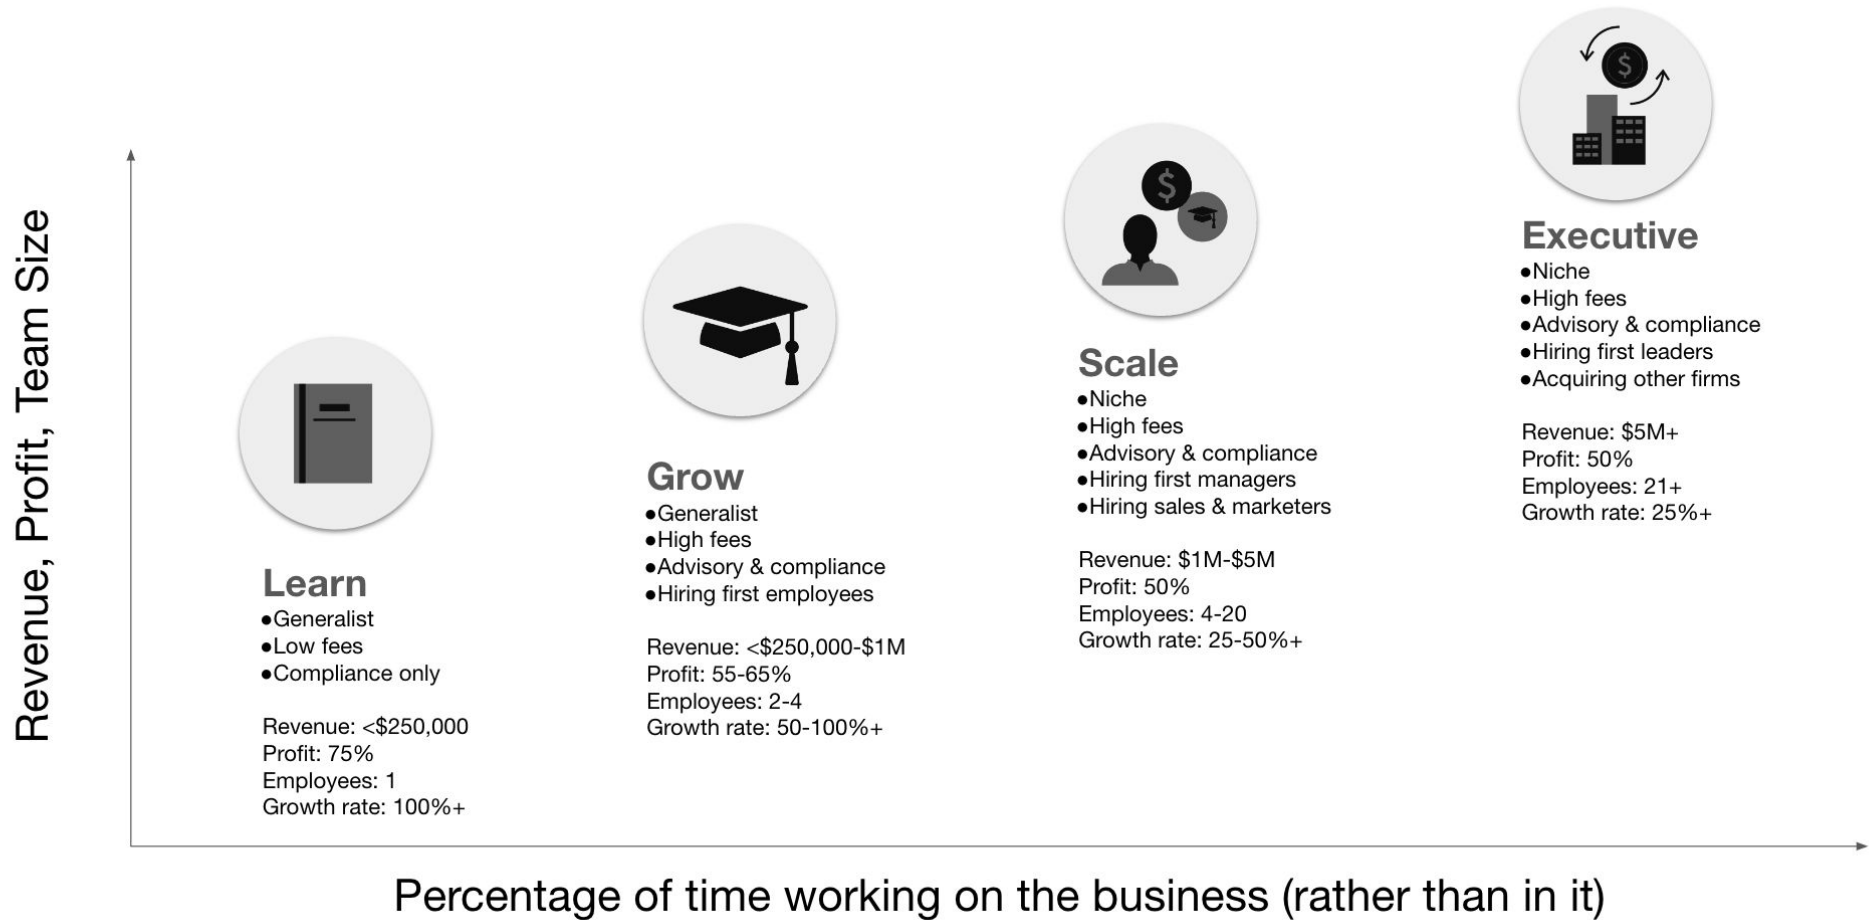 Revenue, Profit, Team Size
Learn
●Generalist
●Low fees
●Compliance only
Revenue: <$250,000
Profit: 75%
Employees: 1
Growth rate: 100%+
Grow
●Generalist
●High fees
●Advisory & compliance
●Hiring first employees
Revenue: <$250,000-$1M
Profit: 55-65%
Employees: 2-4
Growth rate: 50-100%+
$
Scale
●Niche
●High fees
●Advisory & compliance
●Hiring first managers
●Hiring sales & marketers
Revenue: $1M-$5M
Profit: 50%
Employees: 4-20
Growth rate: 25-50%+
$
Executive
●Niche
●High fees
●Advisory & compliance
●Hiring first leaders
●Acquiring other firms
Revenue: $5M+
Profit: 50%
Employees: 21+
Growth rate: 25%+
Percentage of time working on the business (rather than in it)